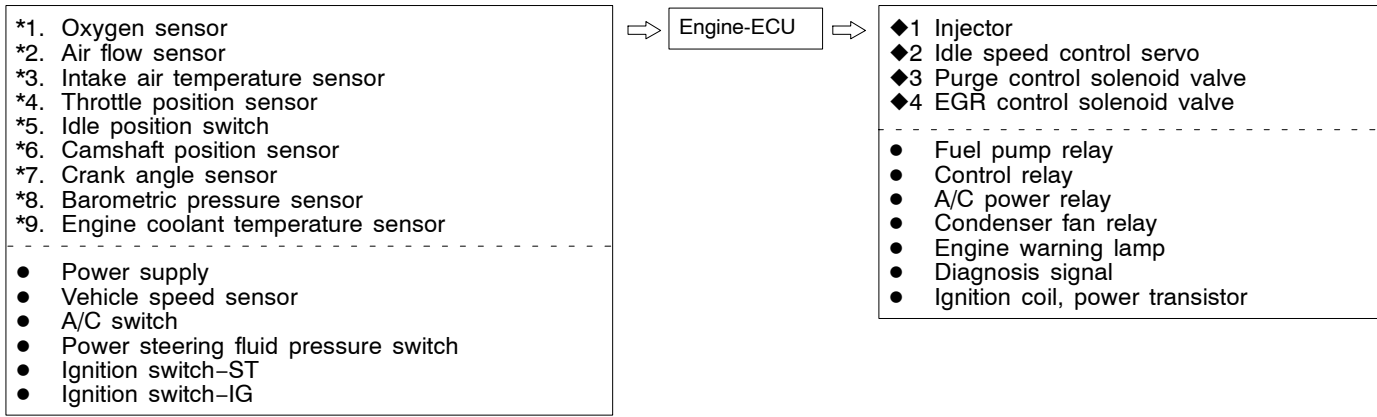 *1. Oxygen sensor
*2. Air flow sensor
*3. Intake air temperature sensor
*4. Throttle position sensor
*5. Idle position switch
*6. Camshaft position sensor
*7. Crank angle sensor
*8. Barometric pressure sensor
*9. Engine coolant temperature sensor
● Power supply
● Vehicle speed sensor
● A/C switch
● Power steering fluid pressure switch
● Ignition switch–ST
● Ignition switch–IG
⇨ Engine-ECU ⇨
◆1 Injector
◆2 Idle speed control servo
◆3 Purge control solenoid valve
◆4 EGR control solenoid valve
● Fuel pump relay
● Control relay
● A/C power relay
● Condenser fan relay
● Engine warning lamp
● Diagnosis signal
● Ignition coil, power transistor